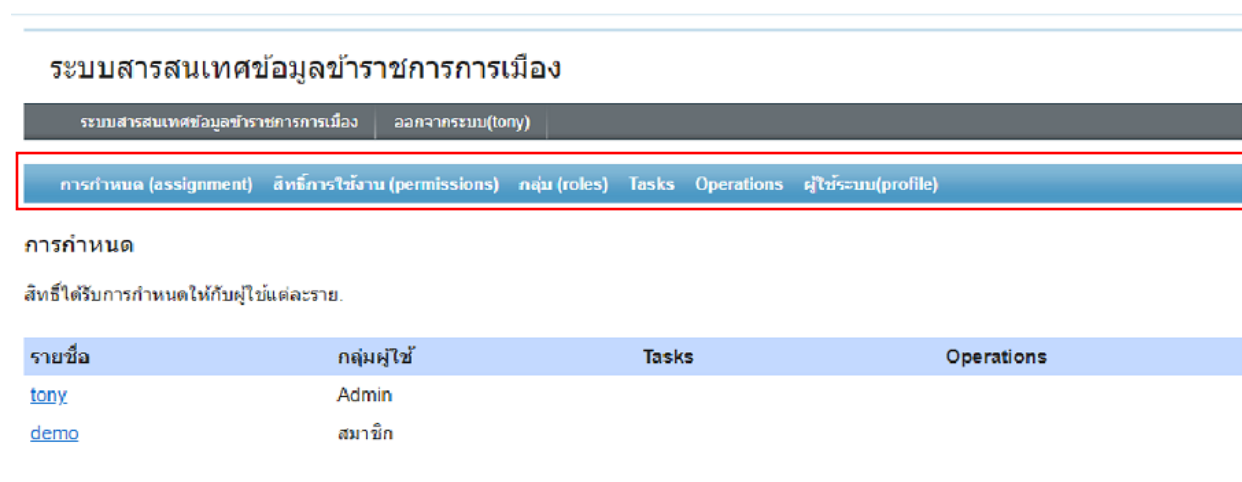 ระบบสารสนเทศข้อมูลข้าราชการการเมือง
ระบบสารสนเทศข้อมูลข้าราชการการเมือง ออกจากระบบ(tony)
การกำหนด (assignment) สิทธิ์การใช้งาน (permissions) กลุ่ม (roles) Tasks Operations ผู้ใช้ระบบ(profile)
การกำหนด
สิทธิ์ได้รับการกำหนดให้กับผู้ใช้แต่ละราย.
รายชื่อ กลุ่มผู้ใช้ Tasks Operations
tony Admin
demo สมาชิก